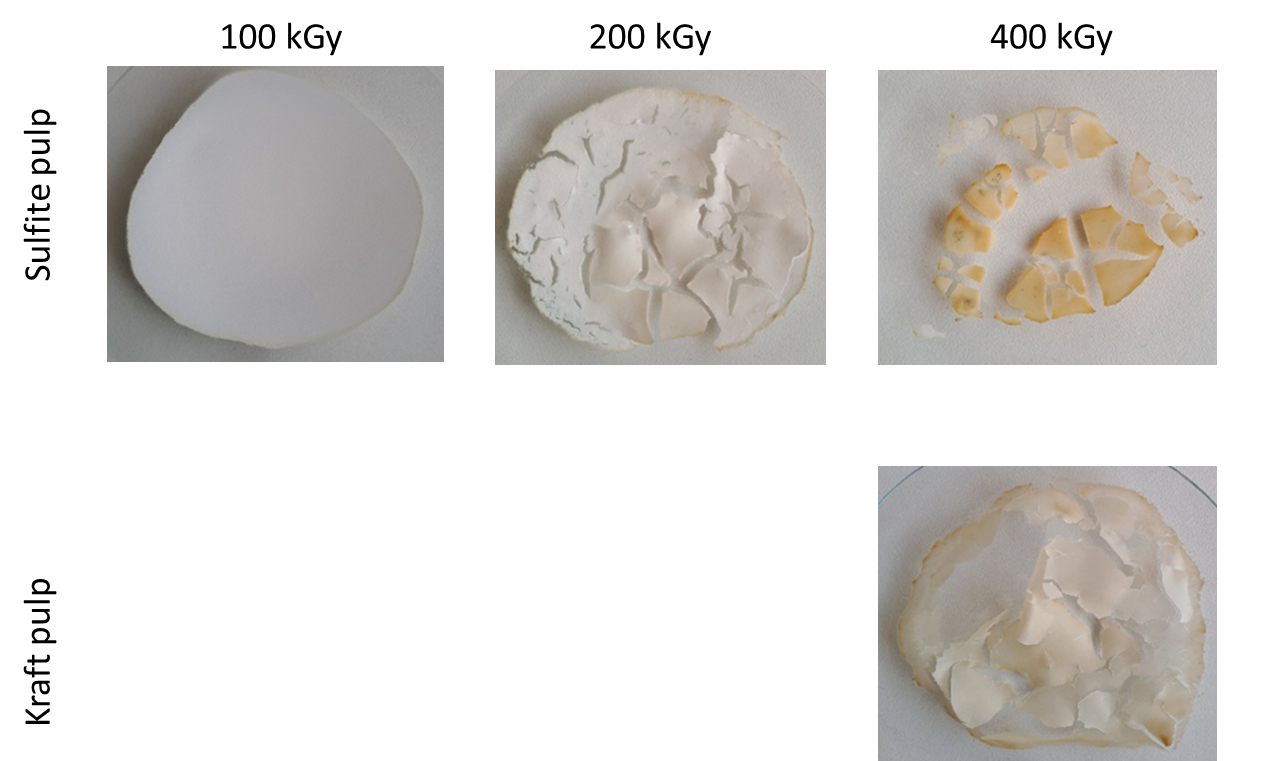 100 kGy
200 kGy
400 kGy
Sulfite pulp
Kraft pulp